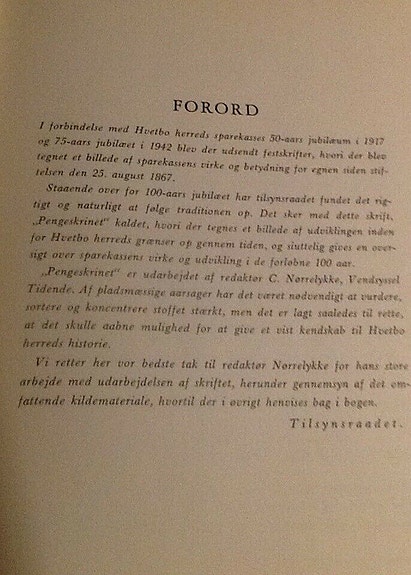 FORORD
I forbindelse med Hvetbo herreds sparekasses 50-aars jubilæum i 1917
og 75-aars jubilæet i 1942 blev der udsendt festskrifter, hvori der blev
tegnet et billede af sparekassens virke og betydning for egnen siden stif-
telsen den 25. august 1867.
Staaende over for 100-aars jubilæet har tilsynsraadet fundet det rig-
tigt og naturligt at følge traditionen op. Det sker med dette skrift,
„Pengeskrinet" kaldet, hvori der tegnes et billede af udviklingen inden
for Hvetbo herreds grænser op gennem tiden, og siuttelig gives en over-
sigt over sparekassens virke og udvikling i de forløbne 100 aar.
„Pengeskrinet" er udarbejdet af redaktør C. Nørrelykke, Vendsyssel
Tidende. Af pladsmæssige aarsager har det været nødvendigt at vurdere,
sortere og koncentrere stoffet stærkt, men det er lagt saaledes til rette,
at det skulle aabne mulighed for at give et vist kendskab til Hvetbo
herreds historie.
Vi retter her vor bedste tak til redaktør Nørrelykke for hans store
arbejde med udarbejdelsen af skriftet, herunder gennemsyn af det om-
fattende kildemateriale, hvortil der i øvrigt henvises bag i bogen.
Tilsynsraadet.